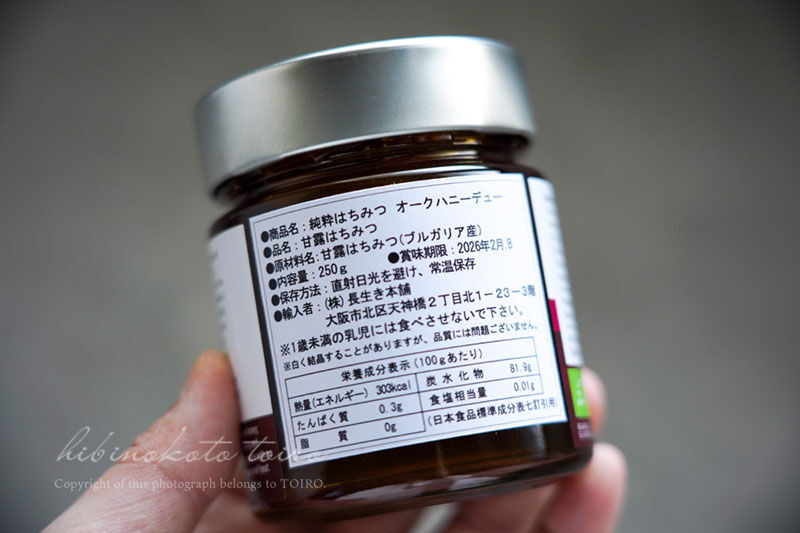 ●商品名：純粋はちみつ オークハニーデュー
●品名：甘露はちみつ
●原材料名：甘露はちみつ(ブルガリア産)
●内容量：250g ●賞味期限：2026年2月 B
●保存方法：直射日光を避け、常温保存
●輸入者：(株)長生き本舗
大阪市北区天神橋2丁目北1-23-3階
※1歳未満の乳児には食べさせないで下さい。
※白く結晶することがありますが、品質には問題ございません。
栄養成分表示(100gあたり)
熱量(エネルギー) 303kcal 炭水化物 81.9g
たんぱく質 0.3g 食塩相当量 0.01g
脂質 0g (日本食品標準成分表七訂引用)
hibinokoto toiro
Copyright of this photograph belongs to TOIRO.